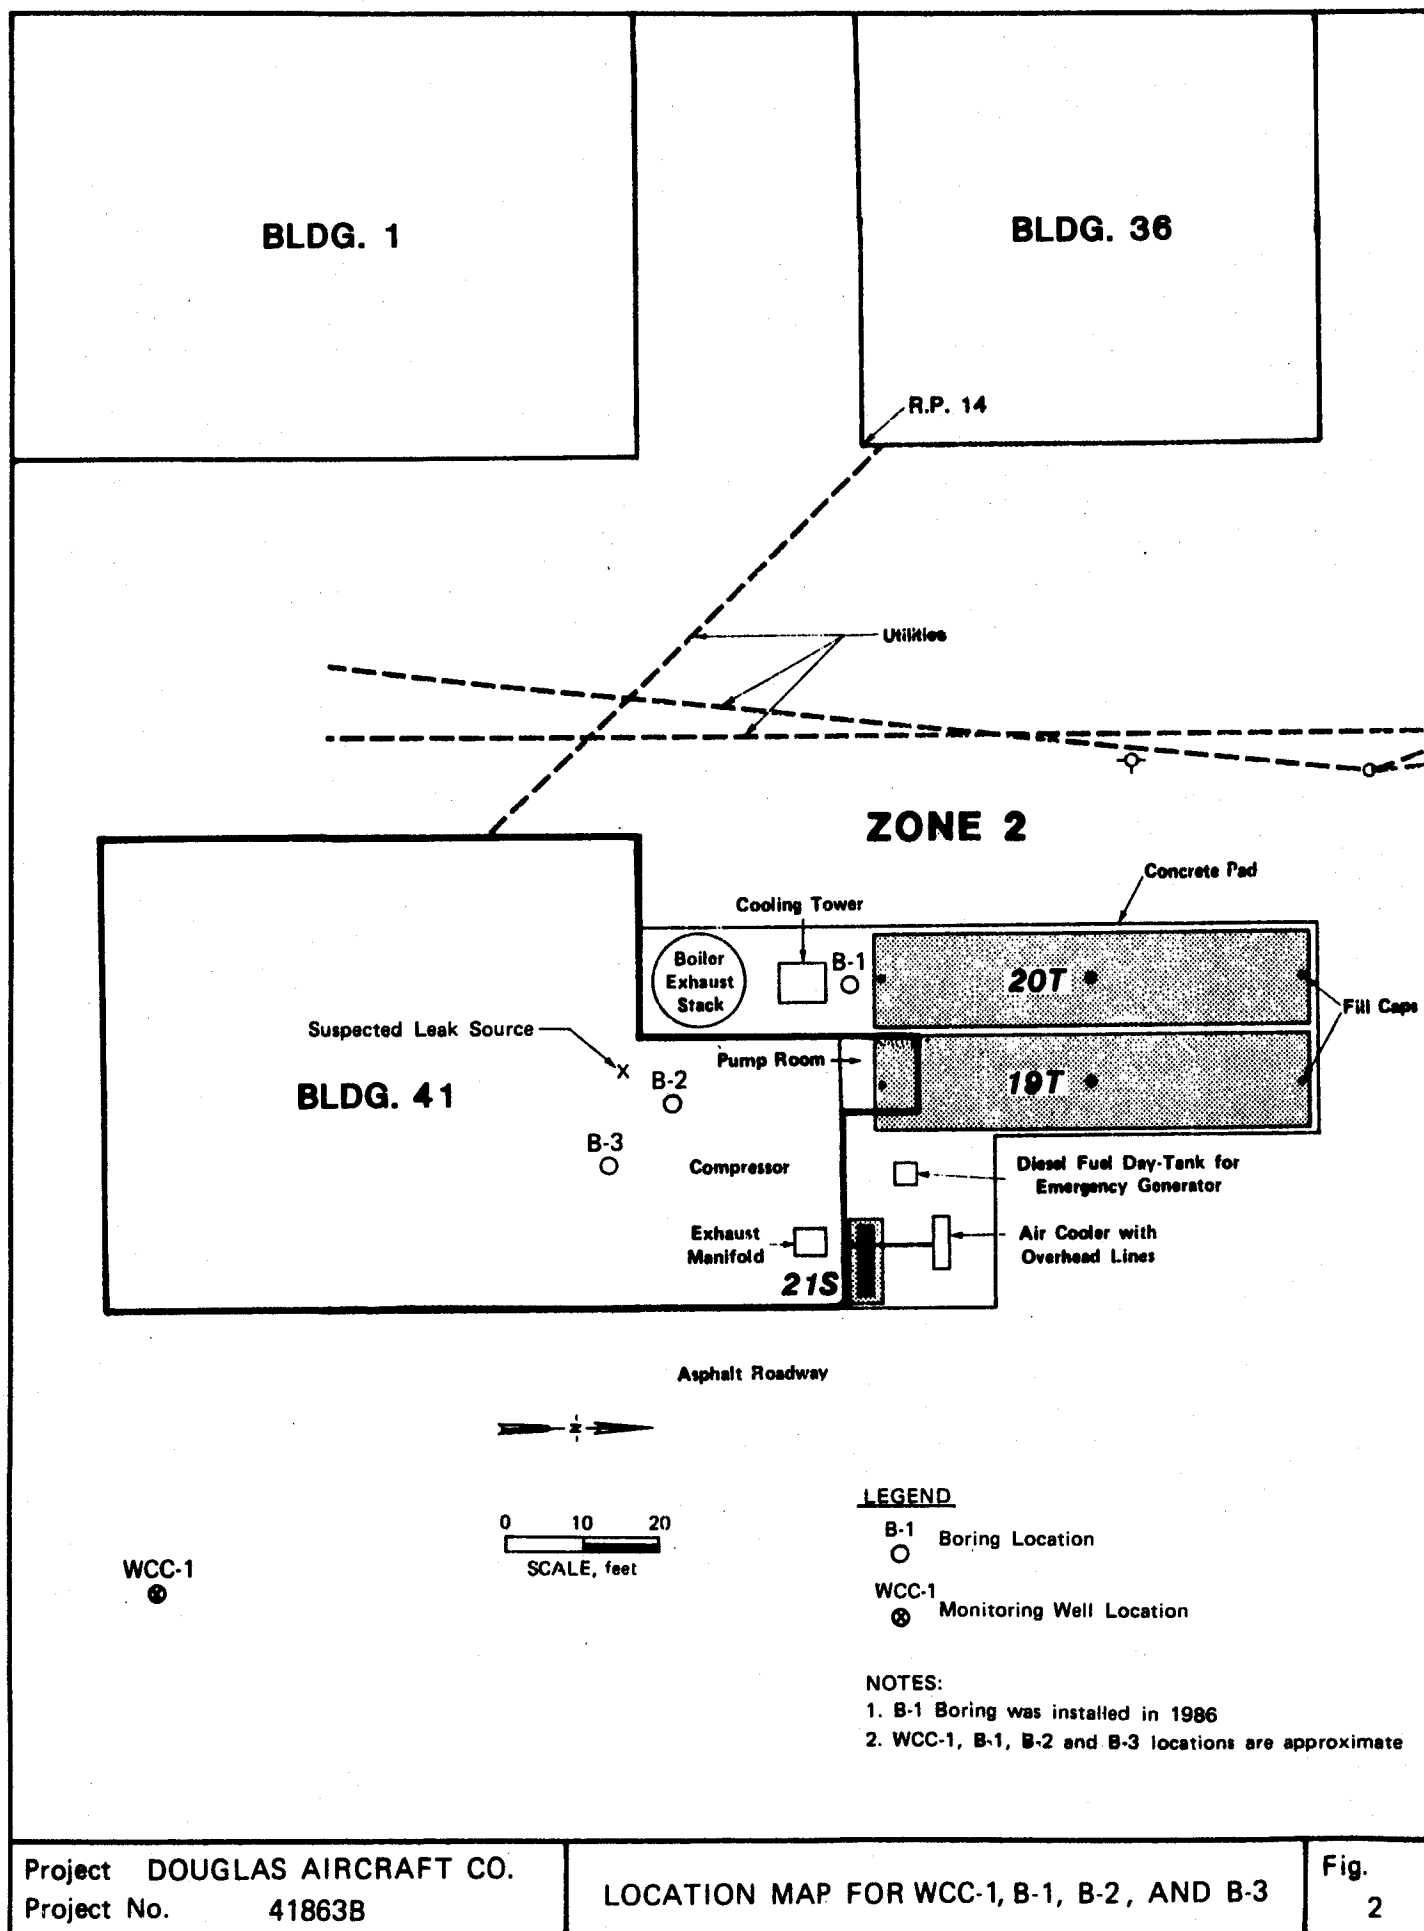 BLDG. 1
BLDG. 36
R.P. 14
Utilities
ZONE 2
Concrete Pad
Cooling Tower
B-1
Boiler
Exhaust
Stack
20T
Fill Caps
Suspected Leak Source
X
Pump Room
19T
B-2
BLDG. 41
B-3
Compressor
Diesel Fuel Day-Tank for
Emergency Generator
Exhaust
Manifold
Air Cooler with
Overhead Lines
21S
Asphalt Roadway
Z
0 10 20
SCALE, feet
WCC-1
LEGEND
B-1
Boring Location
WCC-1
Monitoring Well Location
NOTES:
1. B-1 Boring was installed in 1986
2. WCC-1, B-1, B-2 and B-3 locations are approximate
Project DOUGLAS AIRCRAFT CO.
Project No. 41863B
LOCATION MAP FOR WCC-1, B-1, B-2, AND B-3
Fig.
2